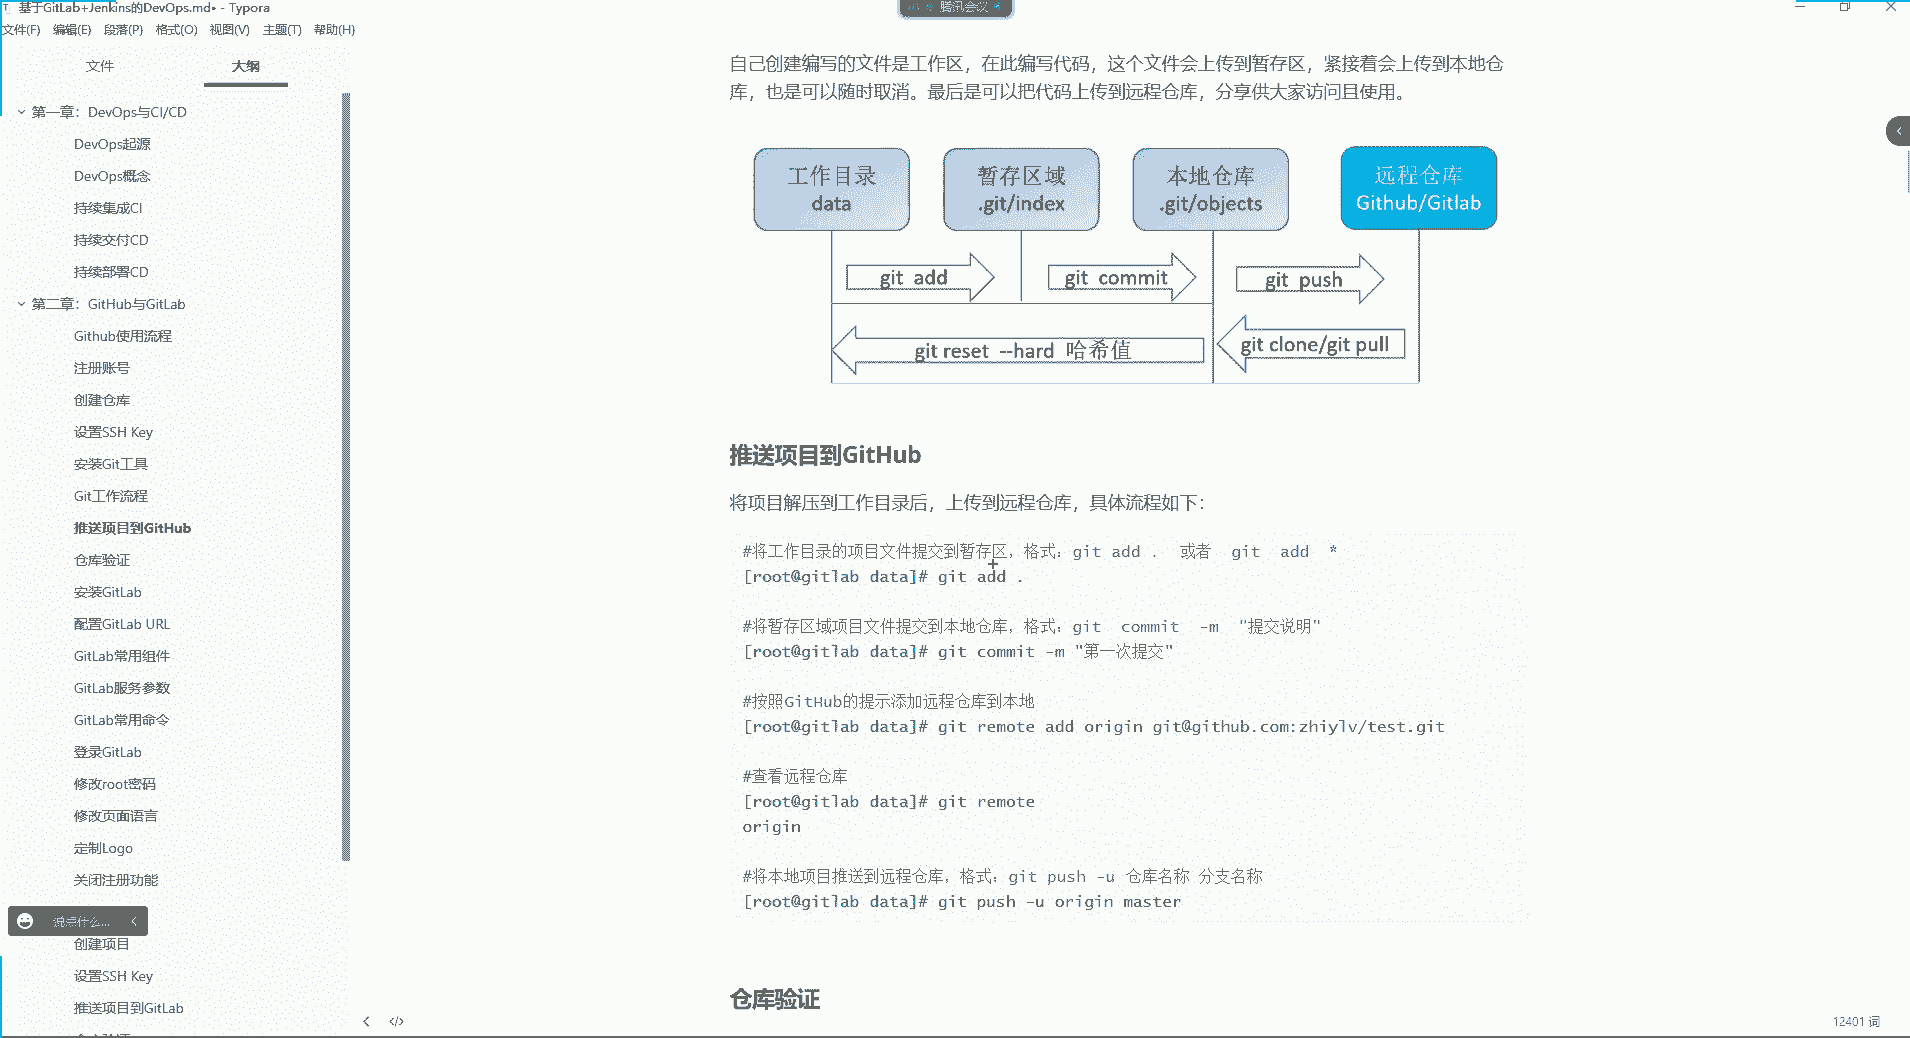 基于GitLab+Jenkins的DevOps.md• - Typora
腾讯会议
文件(F) 编辑(E) 段落(P) 格式(O) 视图(V) 主题(T) 帮助(H)
文件 大纲
第一章：DevOps与CI/CD
DevOps起源
DevOps概念
持续集成CI
持续交付CD
持续部署CD
第二章：GitHub与GitLab
Github使用流程
注册账号
创建仓库
设置SSH Key
安装Git工具
Git工作流程
推送项目到GitHub
仓库验证
安装GitLab
配置GitLab URL
GitLab常用组件
GitLab服务参数
GitLab常用命令
登录GitLab
修改root密码
修改页面语言
定制Logo
关闭注册功能
说点什么...
创建项目
设置SSH Key
推送项目到GitLab
自己创建编写的文件是工作区，在此编写代码，这个文件会上传到暂存区，紧接着会上传到本地仓
库，也是可以随时取消。最后是可以把代码上传到远程仓库，分享供大家访问且使用。
工作目录 暂存区域 本地仓库 远程仓库
data .git/index .git/objects Github/Gitlab
git add git commit git push
git reset --hard 哈希值 git clone/git pull
推送项目到GitHub
将项目解压到工作目录后，上传到远程仓库，具体流程如下：
#将工作目录的项目文件提交到暂存区，格式：git add . 或者 git add *
[root@gitlab data]# git add .
#将暂存区域项目文件提交到本地仓库，格式：git commit -m "提交说明"
[root@gitlab data]# git commit -m "第一次提交"
#按照GitHub的提示添加远程仓库到本地
[root@gitlab data]# git remote add origin git@github.com:zhiylv/test.git
#查看远程仓库
[root@gitlab data]# git remote
origin
#将本地项目推送到远程仓库，格式：git push -u 仓库名称 分支名称
[root@gitlab data]# git push -u origin master
仓库验证
12401 词